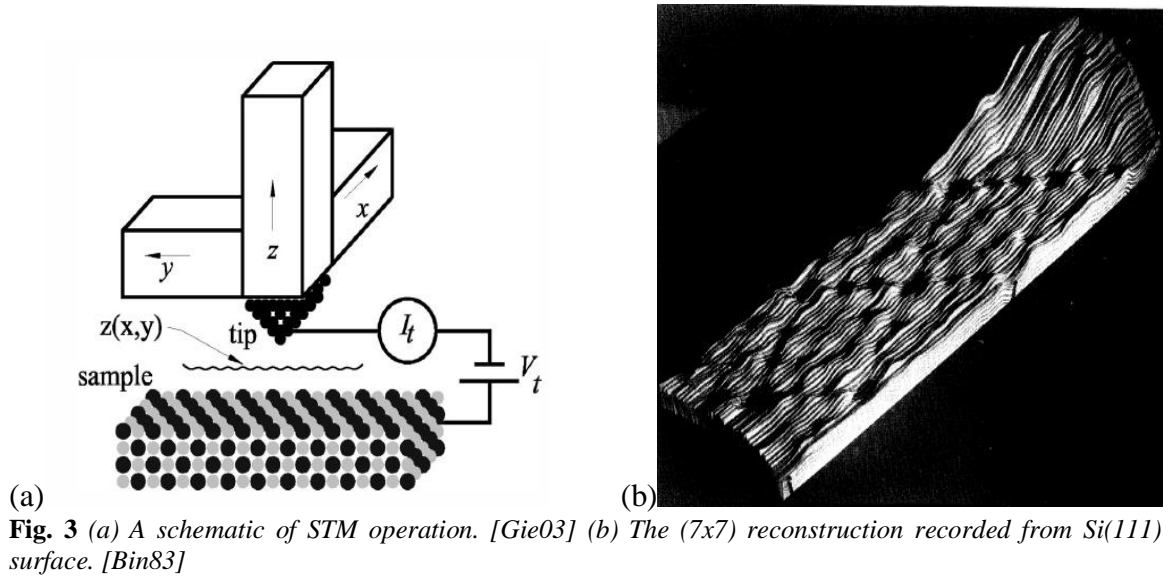 x
z
y
z(x,y)
tip
I_t
V_t
sample
(a)
(b)
Fig. 3 (a) A schematic of STM operation. [Gie03] (b) The (7x7) reconstruction recorded from Si(111)
surface. [Bin83]